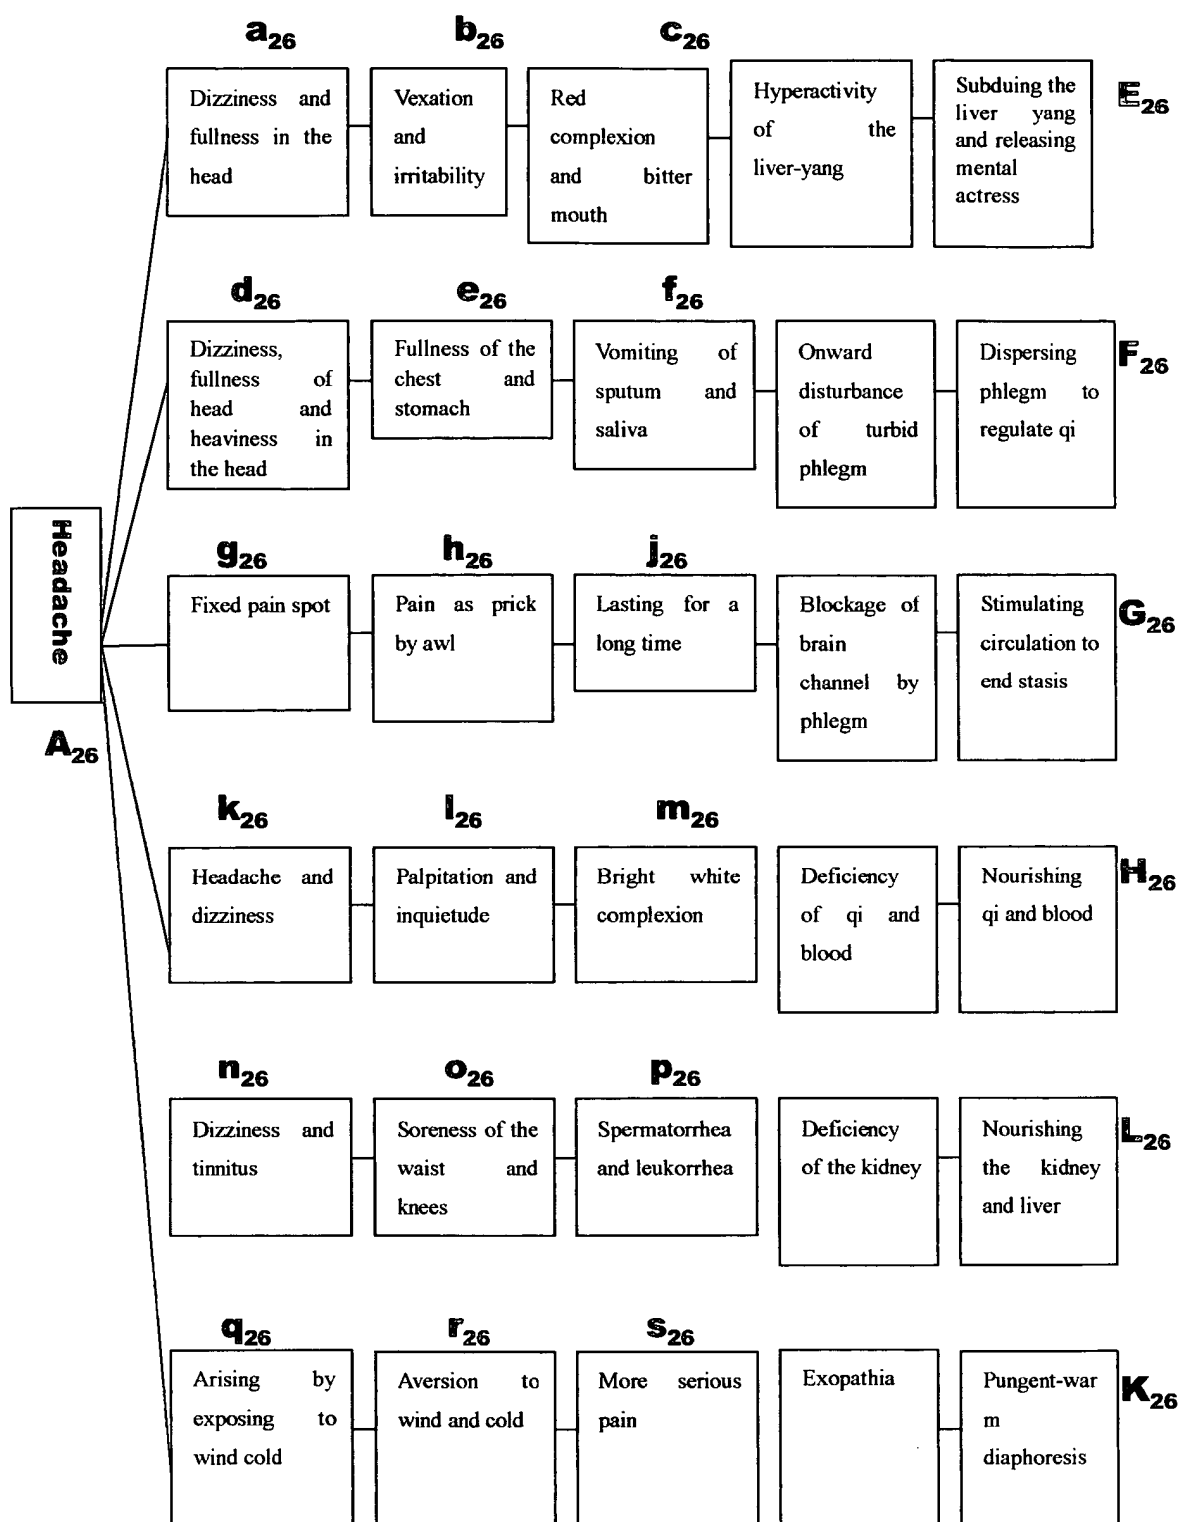 a26 b26 c26
Dizziness and
fullness in the
head
Vexation
and
irritability
Red
complexion
and bitter
mouth
Hyperactivity
of the
liver-yang
Subduing the
liver yang
and releasing
mental
actress
E26
d26 e26 f26
Dizziness,
fullness of
head and
heaviness in
the head
Fullness of the
chest and
stomach
Vomiting of
sputum and
saliva
Onward
disturbance
of turbid
phlegm
Dispersing
phlegm to
regulate qi
F26
Headache
A26
g26 h26 j26
Fixed pain spot
Pain as prick
by awl
Lasting for a
long time
Blockage of
brain
channel by
phlegm
Stimulating
circulation to
end stasis
G26
k26 l26 m26
Headache and
dizziness
Palpitation and
inquietude
Bright white
complexion
Deficiency
of qi and
blood
Nourishing
qi and blood
H26
n26 o26 p26
Dizziness and
tinnitus
Soreness of the
waist and
knees
Spermatorrhea
and leukorrhea
Deficiency
of the kidney
Nourishing
the kidney
and liver
L26
q26 r26 s26
Arising by
exposing to
wind cold
Aversion to
wind and cold
More serious
pain
Exopathia
Pungent-war
m
diaphoresis
K26